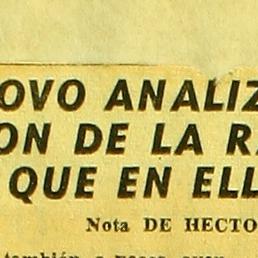 OVO ANALIZ
ON DE LA R
QUE EN ELL
Nota DE HECTO